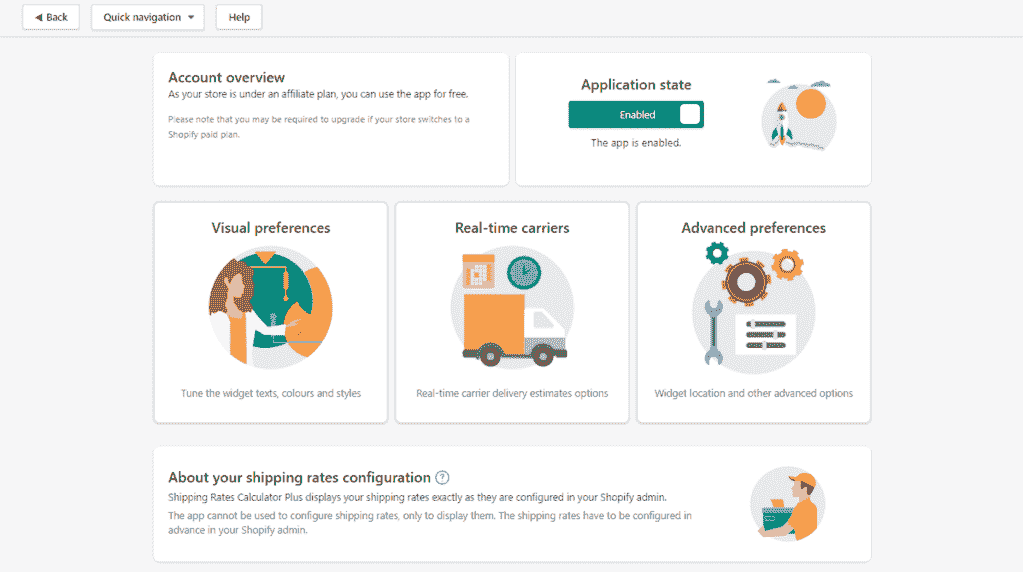 Back
Quick navigation
Help
Account overview
As your store is under an affiliate plan, you can use the app for free.
Please note that you may be required to upgrade if your store switches to a
Shopify paid plan.
Application state
Enabled
The app is enabled.
Visual preferences
Tune the widget texts, colours and styles
Real-time carriers
Real-time carrier delivery estimates options
Advanced preferences
Widget location and other advanced options
About your shipping rates configuration ?
Shipping Rates Calculator Plus displays your shipping rates exactly as they are configured in your Shopify admin.
The app cannot be used to configure shipping rates, only to display them. The shipping rates have to be configured in
advance in your Shopify admin.